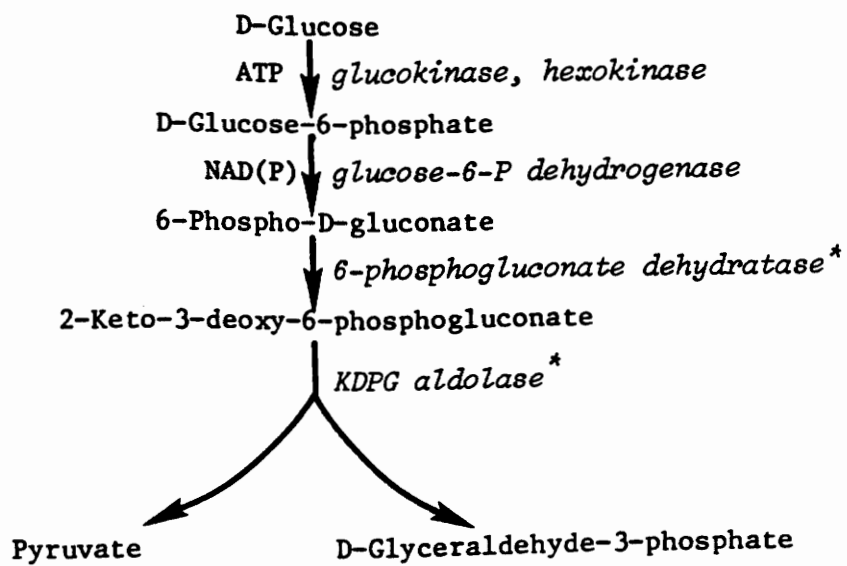 D-Glucose
ATP glucokinase, hexokinase
D-Glucose-6-phosphate
NAD(P) glucose-6-P dehydrogenase
6-Phospho-D-gluconate
6-phosphogluconate dehydratase*
2-Keto-3-deoxy-6-phosphogluconate
KDPG aldolase*
Pyruvate D-Glyceraldehyde-3-phosphate